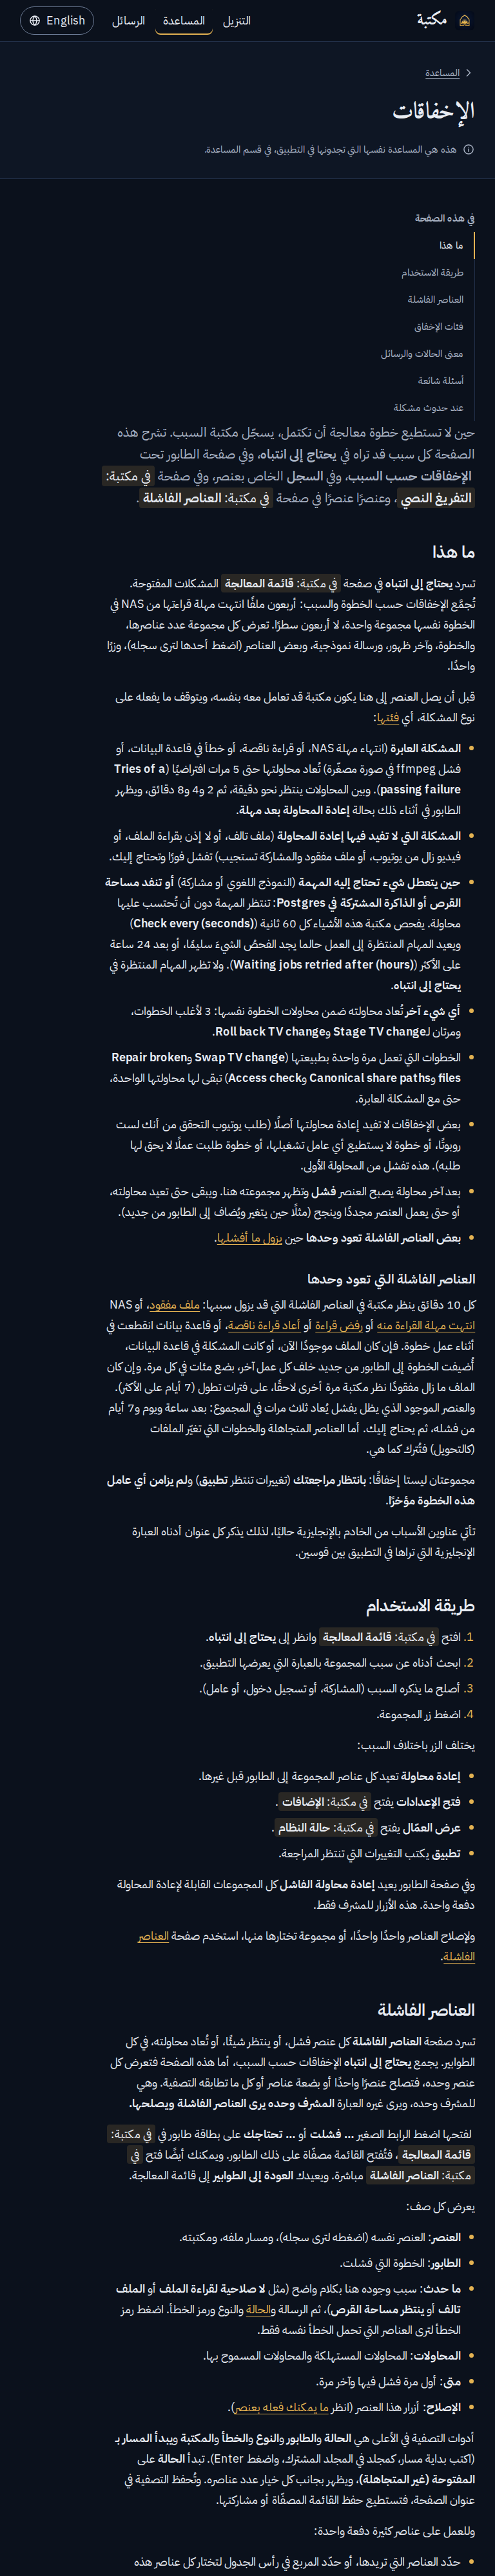 مكتبة
التنزيل
المساعدة
الرسائل
English
المساعدة
الإخفاقات
هذه هي المساعدة نفسها التي تجدونها في التطبيق، في قسم المساعدة.
في هذه الصفحة
ما هذا
طريقة الاستخدام
العناصر الفاشلة
فئات الإخفاق
معنى الحالات والرسائل
أسئلة شائعة
عند حدوث مشكلة
حين لا تستطيع خطوة معالجة أن تكتمل، يسجّل مكتبة السبب. تشرح هذه
الصفحة كل سبب قد تراه في يحتاج إلى انتباه، وفي صفحة الطابور تحت
الإخفاقات حسب السبب، وفي السجل الخاص بعنصر، وفي صفحة في مكتبة:
التفريغ النصي، وعنصرًا عنصرًا في صفحة في مكتبة: العناصر الفاشلة.
ما هذا
تسرد يحتاج إلى انتباه في صفحة في مكتبة: قائمة المعالجة المشكلات المفتوحة.
تُجمَّع الإخفاقات حسب الخطوة والسبب: أربعون ملفًا انتهت مهلة قراءتها من NAS في
الخطوة نفسها مجموعة واحدة، لا أربعون سطرًا. تعرض كل مجموعة عدد عناصرها،
والخطوة، وآخر ظهور، ورسالة نموذجية، وبعض العناصر (اضغط أحدها لترى سجله)، وزرًا
واحدًا.
قبل أن يصل العنصر إلى هنا يكون مكتبة قد تعامل معه بنفسه، ويتوقف ما يفعله على
نوع المشكلة، أي فئتها:
المشكلة العابرة (انتهاء مهلة NAS، أو قراءة ناقصة، أو خطأ في قاعدة البيانات، أو
فشل ffmpeg في صورة مصغّرة) تُعاد محاولتها حتى 5 مرات افتراضيًا (Tries of a
passing failure). وبين المحاولات ينتظر نحو دقيقة، ثم 2 و4 و8 دقائق، ويظهر
الطابور في أثناء ذلك بحالة إعادة المحاولة بعد مهلة.
المشكلة التي لا تفيد فيها إعادة المحاولة (ملف تالف، أو لا إذن بقراءة الملف، أو
فيديو زال من يوتيوب، أو ملف مفقود والمشاركة تستجيب) تفشل فورًا وتحتاج إليك.
حين يتعطل شيء تحتاج إليه المهمة (النموذج اللغوي أو مشاركة) أو تنفد مساحة
القرص أو الذاكرة المشتركة في Postgres: تنتظر المهمة دون أن تُحتسب عليها
محاولة. يفحص مكتبة هذه الأشياء كل 60 ثانية (Check every (seconds))
ويعيد المهام المنتظرة إلى العمل حالما يجد الفحصُ الشيءَ سليمًا، أو بعد 24 ساعة
على الأكثر (Waiting jobs retried after (hours)). ولا تظهر المهام المنتظرة في
يحتاج إلى انتباه.
أي شيء آخر تُعاد محاولته ضمن محاولات الخطوة نفسها: 3 لأغلب الخطوات،
ومرتان لـStage TV change وRoll back TV change.
الخطوات التي تعمل مرة واحدة بطبيعتها (Swap TV change وRepair broken
files وCanonical share paths وAccess check) تبقى لها محاولتها الواحدة،
حتى مع المشكلة العابرة.
بعض الإخفاقات لا تفيد إعادة محاولتها أصلًا (طلب يوتيوب التحقق من أنك لست
روبوتًا، أو خطوة لا يستطيع أي عامل تشغيلها، أو خطوة طلبت عملًا لا يحق لها
طلبه). هذه تفشل من المحاولة الأولى.
بعد آخر محاولة يصبح العنصر فشل وتظهر مجموعته هنا. ويبقى حتى تعيد محاولته،
أو حتى يعمل العنصر مجددًا وينجح (مثلًا حين يتغير ويُضاف إلى الطابور من جديد).
بعض العناصر الفاشلة تعود وحدها حين يزول ما أفشلها.
العناصر الفاشلة التي تعود وحدها
كل 10 دقائق ينظر مكتبة في العناصر الفاشلة التي قد يزول سببها: ملف مفقود، أو NAS
انتهت مهلة القراءة منه أو رفض قراءة أو أعاد قراءة ناقصة، أو قاعدة بيانات انقطعت في
أثناء عمل خطوة. فإن كان الملف موجودًا الآن، أو كانت المشكلة في قاعدة البيانات،
أُضيفت الخطوة إلى الطابور من جديد خلف كل عمل آخر، بضع مئات في كل مرة. وإن كان
الملف ما زال مفقودًا نظر مكتبة مرة أخرى لاحقًا، على فترات تطول (7 أيام على الأكثر).
والعنصر الموجود الذي يظل يفشل يُعاد ثلاث مرات في المجموع: بعد ساعة ويوم و7 أيام
من فشله، ثم يحتاج إليك. أما العناصر المتجاهلة والخطوات التي تغيّر الملفات
(كالتحويل) فتُترك كما هي.
مجموعتان ليستا إخفاقًا: بانتظار مراجعتك (تغييرات تنتظر تطبيق) ولم يزامن أي عامل
هذه الخطوة مؤخرًا.
تأتي عناوين الأسباب من الخادم بالإنجليزية حاليًا، لذلك يذكر كل عنوان أدناه العبارة
الإنجليزية التي تراها في التطبيق بين قوسين.
طريقة الاستخدام
1. افتح في مكتبة: قائمة المعالجة وانظر إلى يحتاج إلى انتباه.
2. ابحث أدناه عن سبب المجموعة بالعبارة التي يعرضها التطبيق.
3. أصلح ما يذكره السبب (المشاركة، أو تسجيل دخول، أو عامل).
4. اضغط زر المجموعة.
يختلف الزر باختلاف السبب:
إعادة محاولة تعيد كل عناصر المجموعة إلى الطابور قبل غيرها.
فتح الإعدادات يفتح في مكتبة: الإضافات.
عرض العمّال يفتح في مكتبة: حالة النظام.
تطبيق يكتب التغييرات التي تنتظر المراجعة.
وفي صفحة الطابور يعيد إعادة محاولة الفاشل كل المجموعات القابلة لإعادة المحاولة
دفعة واحدة. هذه الأزرار للمشرف فقط.
ولإصلاح العناصر واحدًا واحدًا، أو مجموعة تختارها منها، استخدم صفحة العناصر
الفاشلة.
العناصر الفاشلة
تسرد صفحة العناصر الفاشلة كل عنصر فشل، أو ينتظر شيئًا، أو تُعاد محاولته، في كل
الطوابير. يجمع يحتاج إلى انتباه الإخفاقات حسب السبب، أما هذه الصفحة فتعرض كل
عنصر وحده، فتصلح عنصرًا واحدًا أو بضعة عناصر أو كل ما تطابقه التصفية. وهي
للمشرف وحده، ويرى غيره العبارة المشرف وحده يرى العناصر الفاشلة ويصلحها.
لفتحها اضغط الرابط الصغير … فشلت أو … تحتاجك على بطاقة طابور في في مكتبة:
قائمة المعالجة، فتُفتح القائمة مصفّاة على ذلك الطابور. ويمكنك أيضًا فتح في
مكتبة: العناصر الفاشلة مباشرة. ويعيدك العودة إلى الطوابير إلى قائمة المعالجة.
يعرض كل صف:
العنصر: العنصر نفسه (اضغطه لترى سجله)، ومسار ملفه، ومكتبته.
الطابور: الخطوة التي فشلت.
ما حدث: سبب وجوده هنا بكلام واضح (مثل لا صلاحية لقراءة الملف أو الملف
تالف أو ينتظر مساحة القرص)، ثم الرسالة والحالة والنوع ورمز الخطأ. اضغط رمز
الخطأ لترى العناصر التي تحمل الخطأ نفسه فقط.
المحاولات: المحاولات المستهلكة والمحاولات المسموح بها.
متى: أول مرة فشل فيها وآخر مرة.
الإصلاح: أزرار هذا العنصر (انظر ما يمكنك فعله بعنصر).
أدوات التصفية في الأعلى هي الحالة والطابور والنوع والخطأ والمكتبة ويبدأ المسار بـ
(اكتب بداية مسار، كمجلد في المجلد المشترك، واضغط Enter). تبدأ الحالة على
المفتوحة (غير المتجاهلة)، ويظهر بجانب كل خيار عدد عناصره. وتُحفظ التصفية في
عنوان الصفحة، فتستطيع حفظ القائمة المصفّاة أو مشاركتها.
وللعمل على عناصر كثيرة دفعة واحدة:
حدّد العناصر التي تريدها، أو حدّد المربع في رأس الجدول لتختار كل عناصر هذه